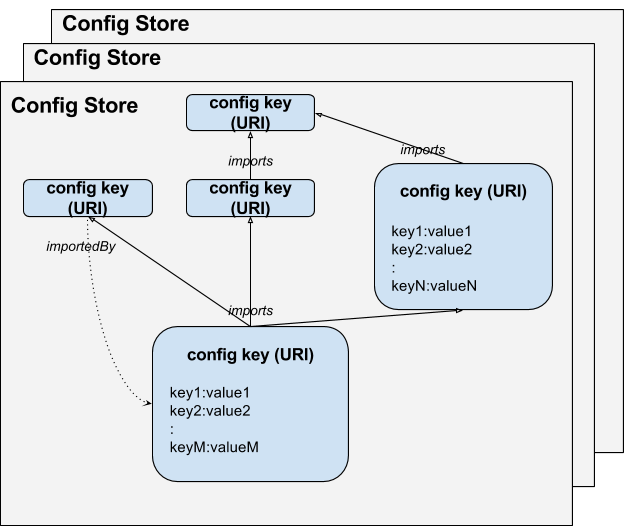 Config Store
Config Store
Config Store
config key
(URI)
imports
imports
config key
(URI)
config key
(URI)
config key (URI)
key1:value1
key2:value2
:
keyN:valueN
importedBy
imports
config key (URI)
key1:value1
key2:value2
:
keyM:valueM